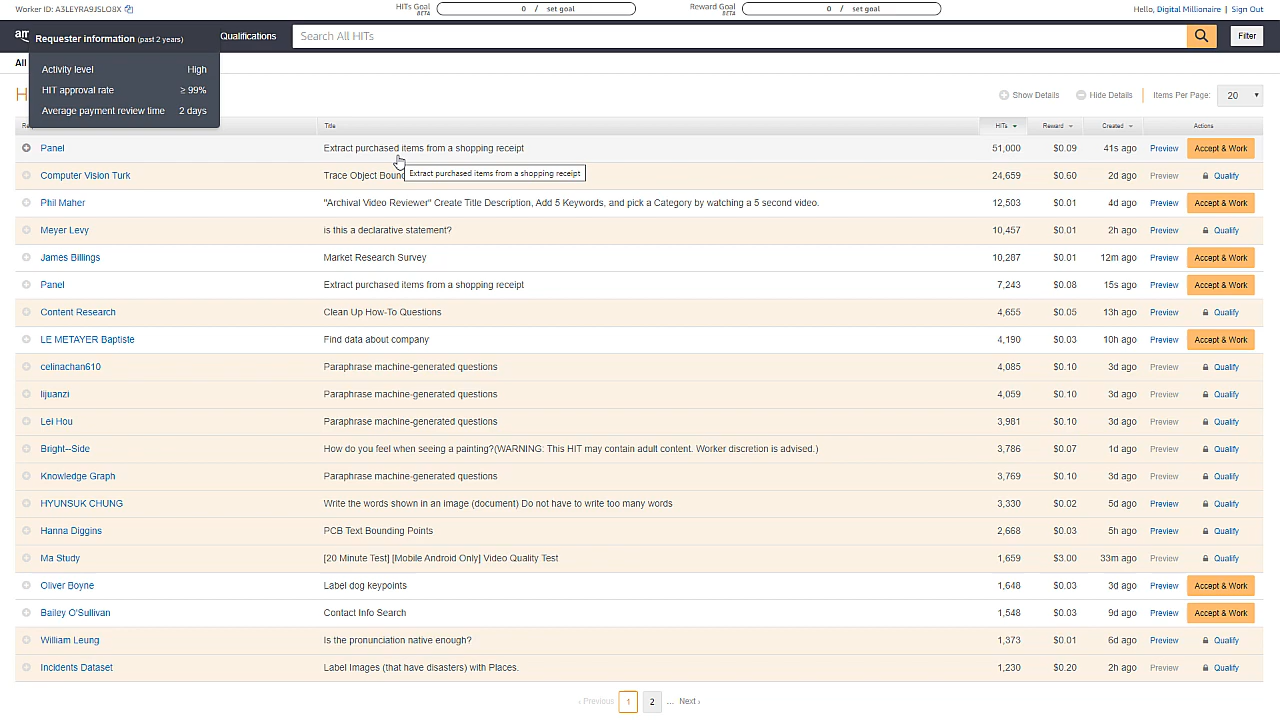 Worker ID: A3LEYRA9JSLO8X HITs Goal BETA 0 / set goal Reward Goal BETA 0 / set goal Hello, Digital Millionaire | Sign Out
Requester information (past 2 years) Qualifications Search All HITs Filter
All
Activity level High
HIT approval rate ≥ 99%
Average payment review time 2 days
Show Details Hide Details Items Per Page: 20
Title HITs Reward Created Actions
Panel Extract purchased items from a shopping receipt 51,000 $0.09 41s ago Preview Accept & Work
Extract purchased items from a shopping receipt
Computer Vision Turk Trace Object Boun 24,659 $0.60 2d ago Preview Qualify
Phil Maher "Archival Video Reviewer" Create Title Description, Add 5 Keywords, and pick a Category by watching a 5 second video. 12,503 $0.01 4d ago Preview Accept & Work
Meyer Levy is this a declarative statement? 10,457 $0.01 2h ago Preview Qualify
James Billings Market Research Survey 10,287 $0.01 12m ago Preview Accept & Work
Panel Extract purchased items from a shopping receipt 7,243 $0.08 15s ago Preview Accept & Work
Content Research Clean Up How-To Questions 4,655 $0.05 13h ago Preview Qualify
LE METAYER Baptiste Find data about company 4,190 $0.03 10h ago Preview Accept & Work
celinachan610 Paraphrase machine-generated questions 4,085 $0.10 3d ago Preview Qualify
lijuanzi Paraphrase machine-generated questions 4,059 $0.10 3d ago Preview Qualify
Lei Hou Paraphrase machine-generated questions 3,981 $0.10 3d ago Preview Qualify
Bright--Side How do you feel when seeing a painting?(WARNING: This HIT may contain adult content. Worker discretion is advised.) 3,786 $0.07 1d ago Preview Qualify
Knowledge Graph Paraphrase machine-generated questions 3,769 $0.10 3d ago Preview Qualify
HYUNSUK CHUNG Write the words shown in an image (document) Do not have to write too many words 3,330 $0.02 5d ago Preview Qualify
Hanna Diggins PCB Text Bounding Points 2,668 $0.03 5h ago Preview Qualify
Ma Study [20 Minute Test] [Mobile Android Only] Video Quality Test 1,659 $3.00 33m ago Preview Qualify
Oliver Boyne Label dog keypoints 1,648 $0.03 3d ago Preview Accept & Work
Bailey O'Sullivan Contact Info Search 1,548 $0.03 9d ago Preview Accept & Work
William Leung Is the pronunciation native enough? 1,373 $0.01 6d ago Preview Qualify
Incidents Dataset Label Images (that have disasters) with Places. 1,230 $0.20 2h ago Preview Qualify
‹ Previous 1 2 ... Next ›